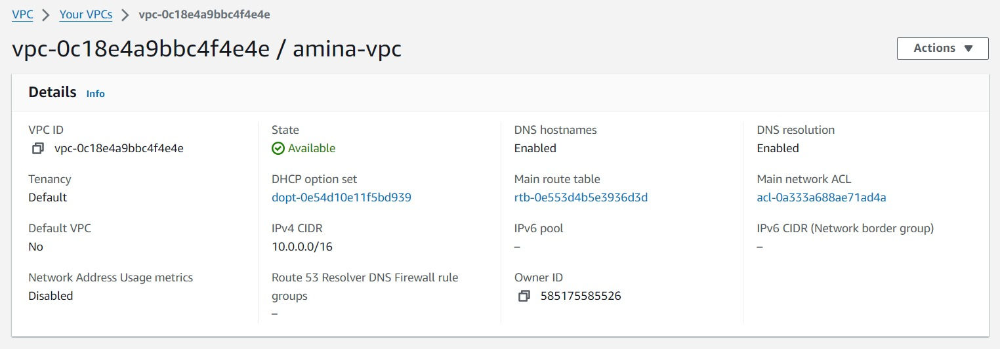 VPC > Your VPCs > vpc-0c18e4a9bbc4f4e4e
vpc-0c18e4a9bbc4f4e4e / amina-vpc
Actions
Details Info
VPC ID
vpc-0c18e4a9bbc4f4e4e
State
Available
DNS hostnames
Enabled
DNS resolution
Enabled
Tenancy
Default
DHCP option set
dopt-0e54d10e11f5bd939
Main route table
rtb-0e553d4b5e3936d3d
Main network ACL
acl-0a333a688ae71ad4a
Default VPC
No
IPv4 CIDR
10.0.0.0/16
IPv6 pool
–
IPv6 CIDR (Network border group)
–
Network Address Usage metrics
Disabled
Route 53 Resolver DNS Firewall rule
groups
–
Owner ID
585175585526